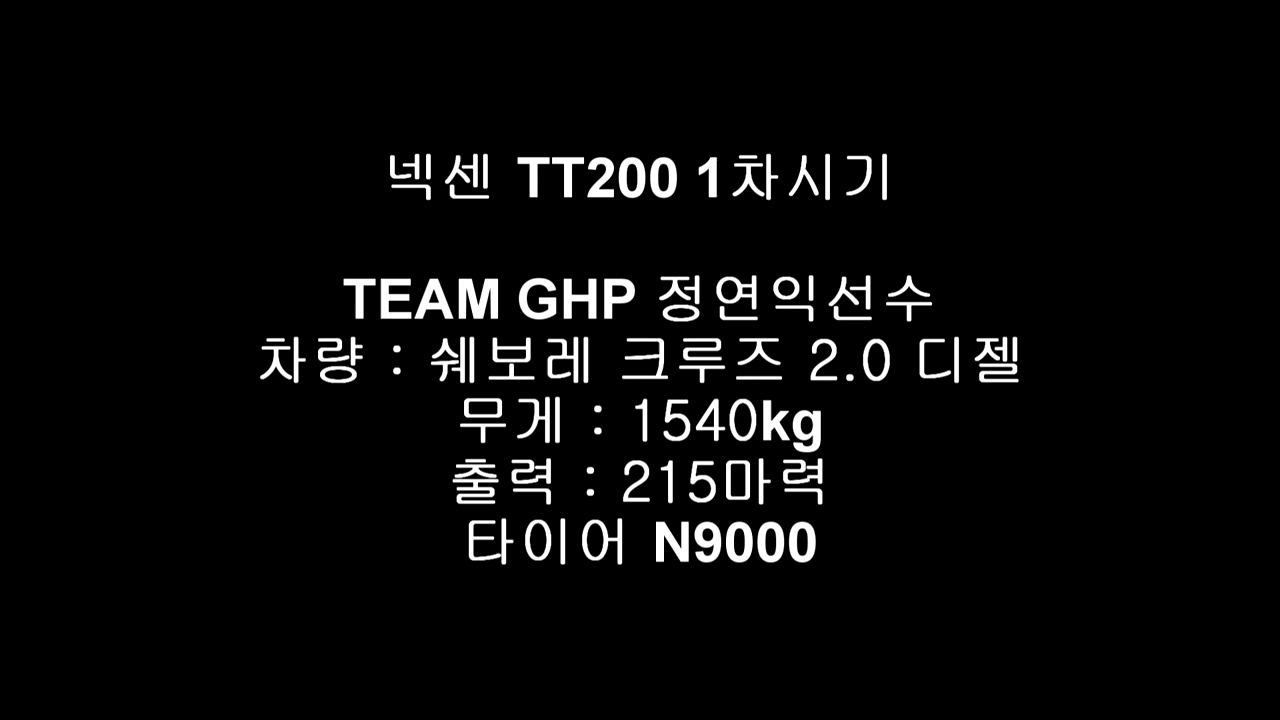 넥센 TT200 1차시기
TEAM GHP 정연익선수
차량 : 쉐보레 크루즈 2.0 디젤
무게 : 1540kg
출력 : 215마력
타이어 N9000